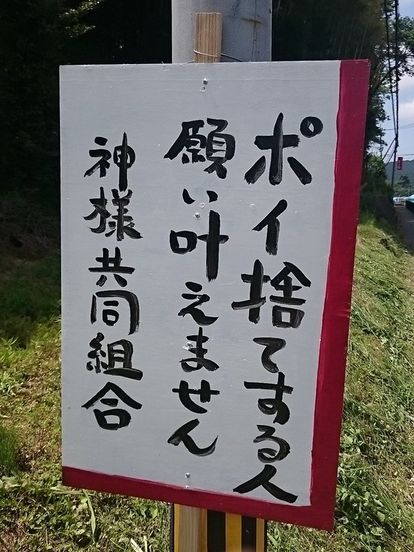 ポイ捨てする人
願い叶えません
神様共同組合